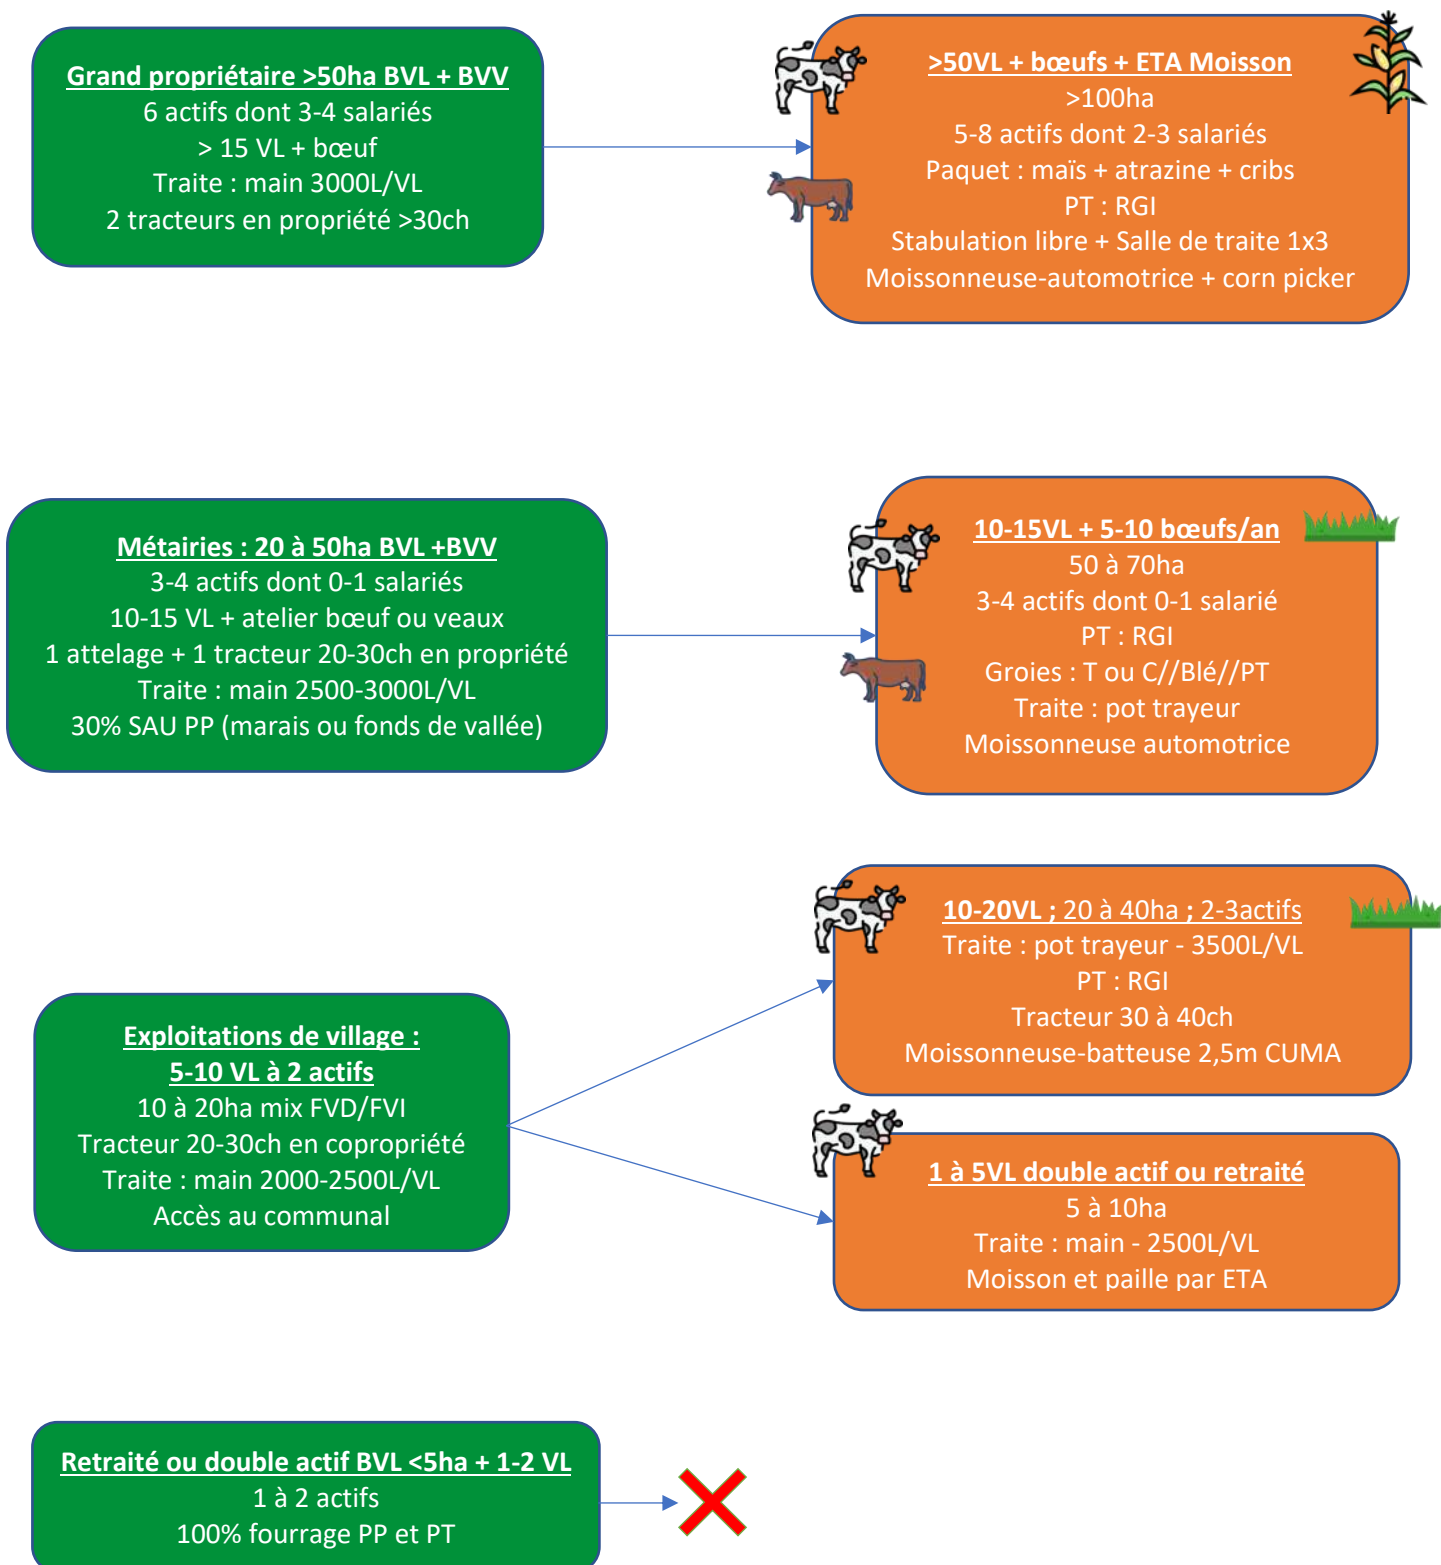 Grand propriétaire >50ha BVL + BVV
6 actifs dont 3-4 salariés
> 15 VL + bœuf
Traite : main 3000L/VL
2 tracteurs en propriété >30ch
>50VL + bœufs + ETA Moisson
>100ha
5-8 actifs dont 2-3 salariés
Paquet : maïs + atrazine + cribs
PT : RGI
Stabulation libre + Salle de traite 1x3
Moissonneuse-automotrice + corn picker
Métairies : 20 à 50ha BVL +BVV
3-4 actifs dont 0-1 salariés
10-15 VL + atelier bœuf ou veaux
1 attelage + 1 tracteur 20-30ch en propriété
Traite : main 2500-3000L/VL
30% SAU PP (marais ou fonds de vallée)
10-15VL + 5-10 bœufs/an
50 à 70ha
3-4 actifs dont 0-1 salarié
PT : RGI
Groies : T ou C//Blé//PT
Traite : pot trayeur
Moissonneuse automotrice
Exploitations de village :
5-10 VL à 2 actifs
10 à 20ha mix FVD/FVI
Tracteur 20-30ch en copropriété
Traite : main 2000-2500L/VL
Accès au communal
10-20VL ; 20 à 40ha ; 2-3actifs
Traite : pot trayeur - 3500L/VL
PT : RGI
Tracteur 30 à 40ch
Moissonneuse-batteuse 2,5m CUMA
1 à 5VL double actif ou retraité
5 à 10ha
Traite : main - 2500L/VL
Moisson et paille par ETA
Retraité ou double actif BVL <5ha + 1-2 VL
1 à 2 actifs
100% fourrage PP et PT